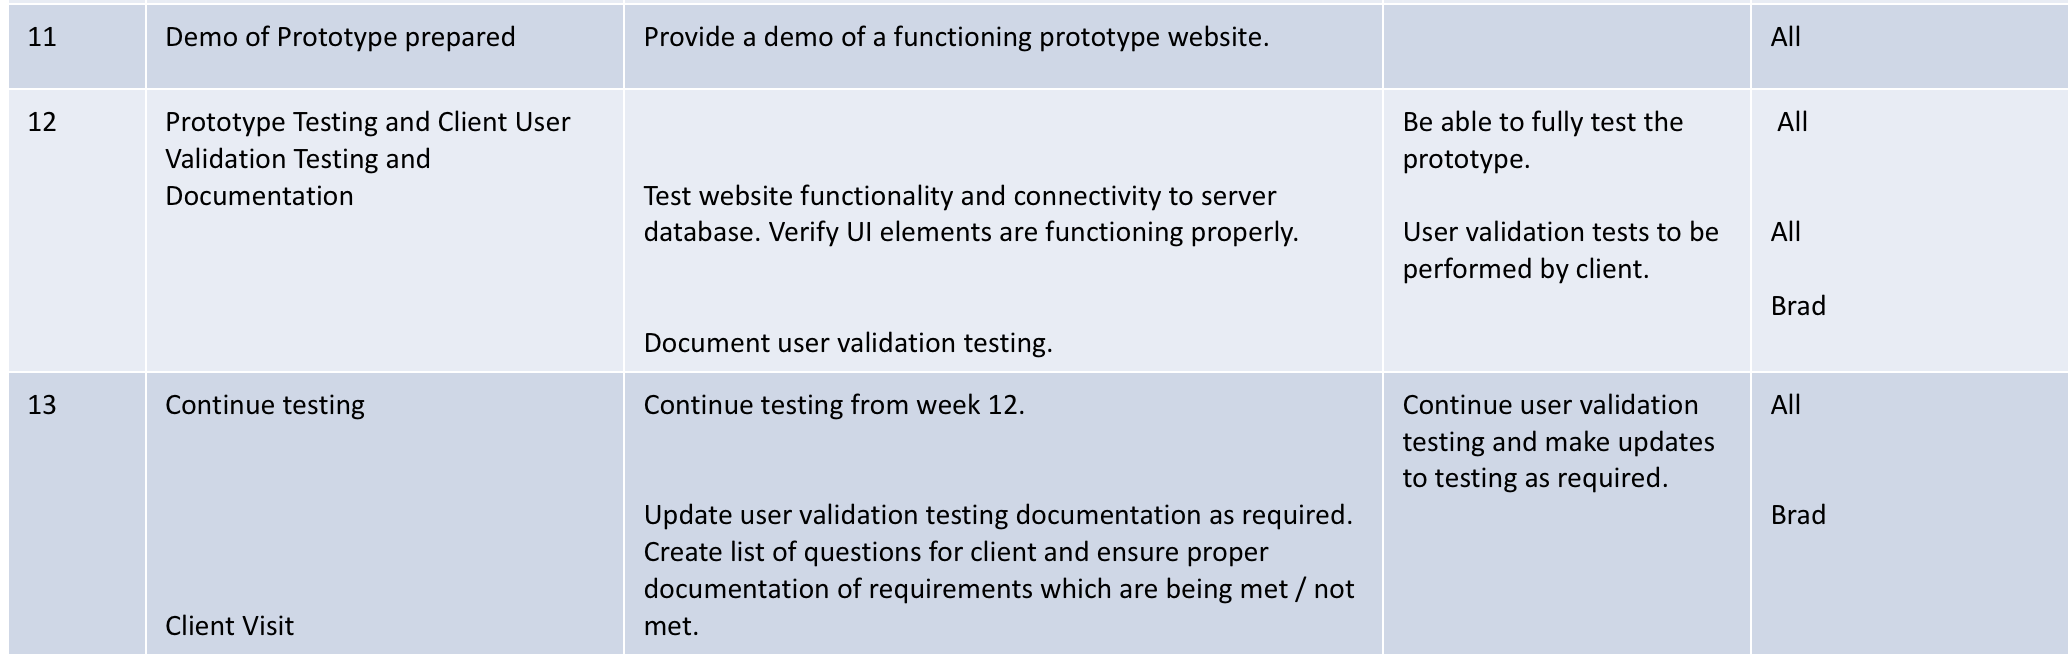 11
Demo of Prototype prepared
Provide a demo of a functioning prototype website.
All
12
Prototype Testing and Client User
Validation Testing and
Documentation
Test website functionality and connectivity to server
database. Verify UI elements are functioning properly.
Document user validation testing.
Be able to fully test the
prototype.
User validation tests to be
performed by client.
All
All
Brad
13
Continue testing
Client Visit
Continue testing from week 12.
Update user validation testing documentation as required.
Create list of questions for client and ensure proper
documentation of requirements which are being met / not
met.
Continue user validation
testing and make updates
to testing as required.
All
Brad